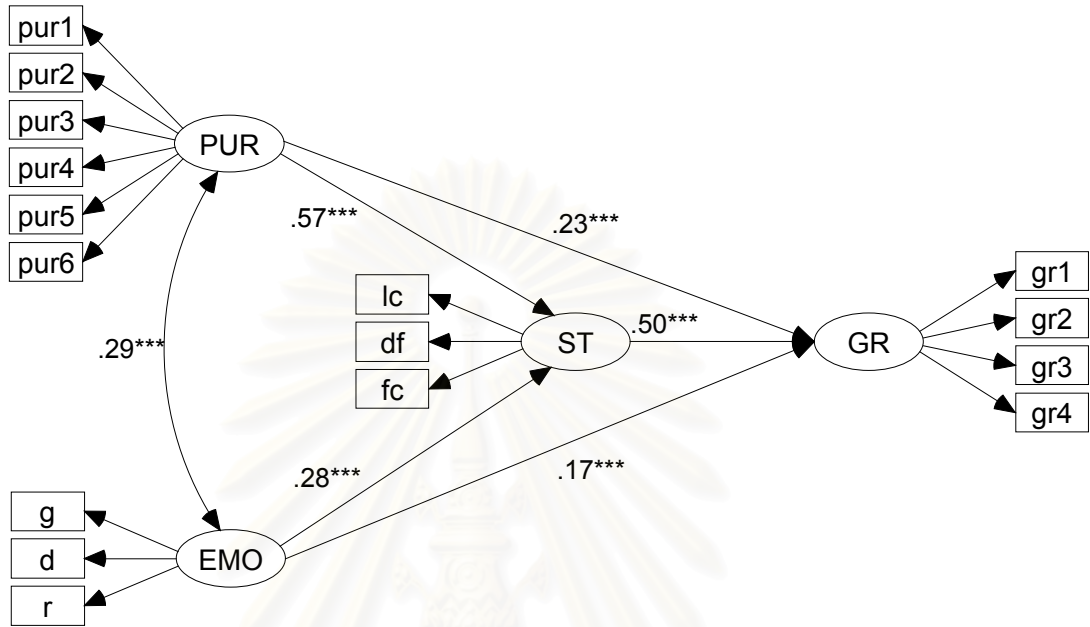 pur1
pur2
pur3
pur4
pur5
pur6
PUR
.57***
.23***
.29***
lc
df
fc
ST
.50***
GR
gr1
gr2
gr3
gr4
.28***
.17***
g
d
r
EMO